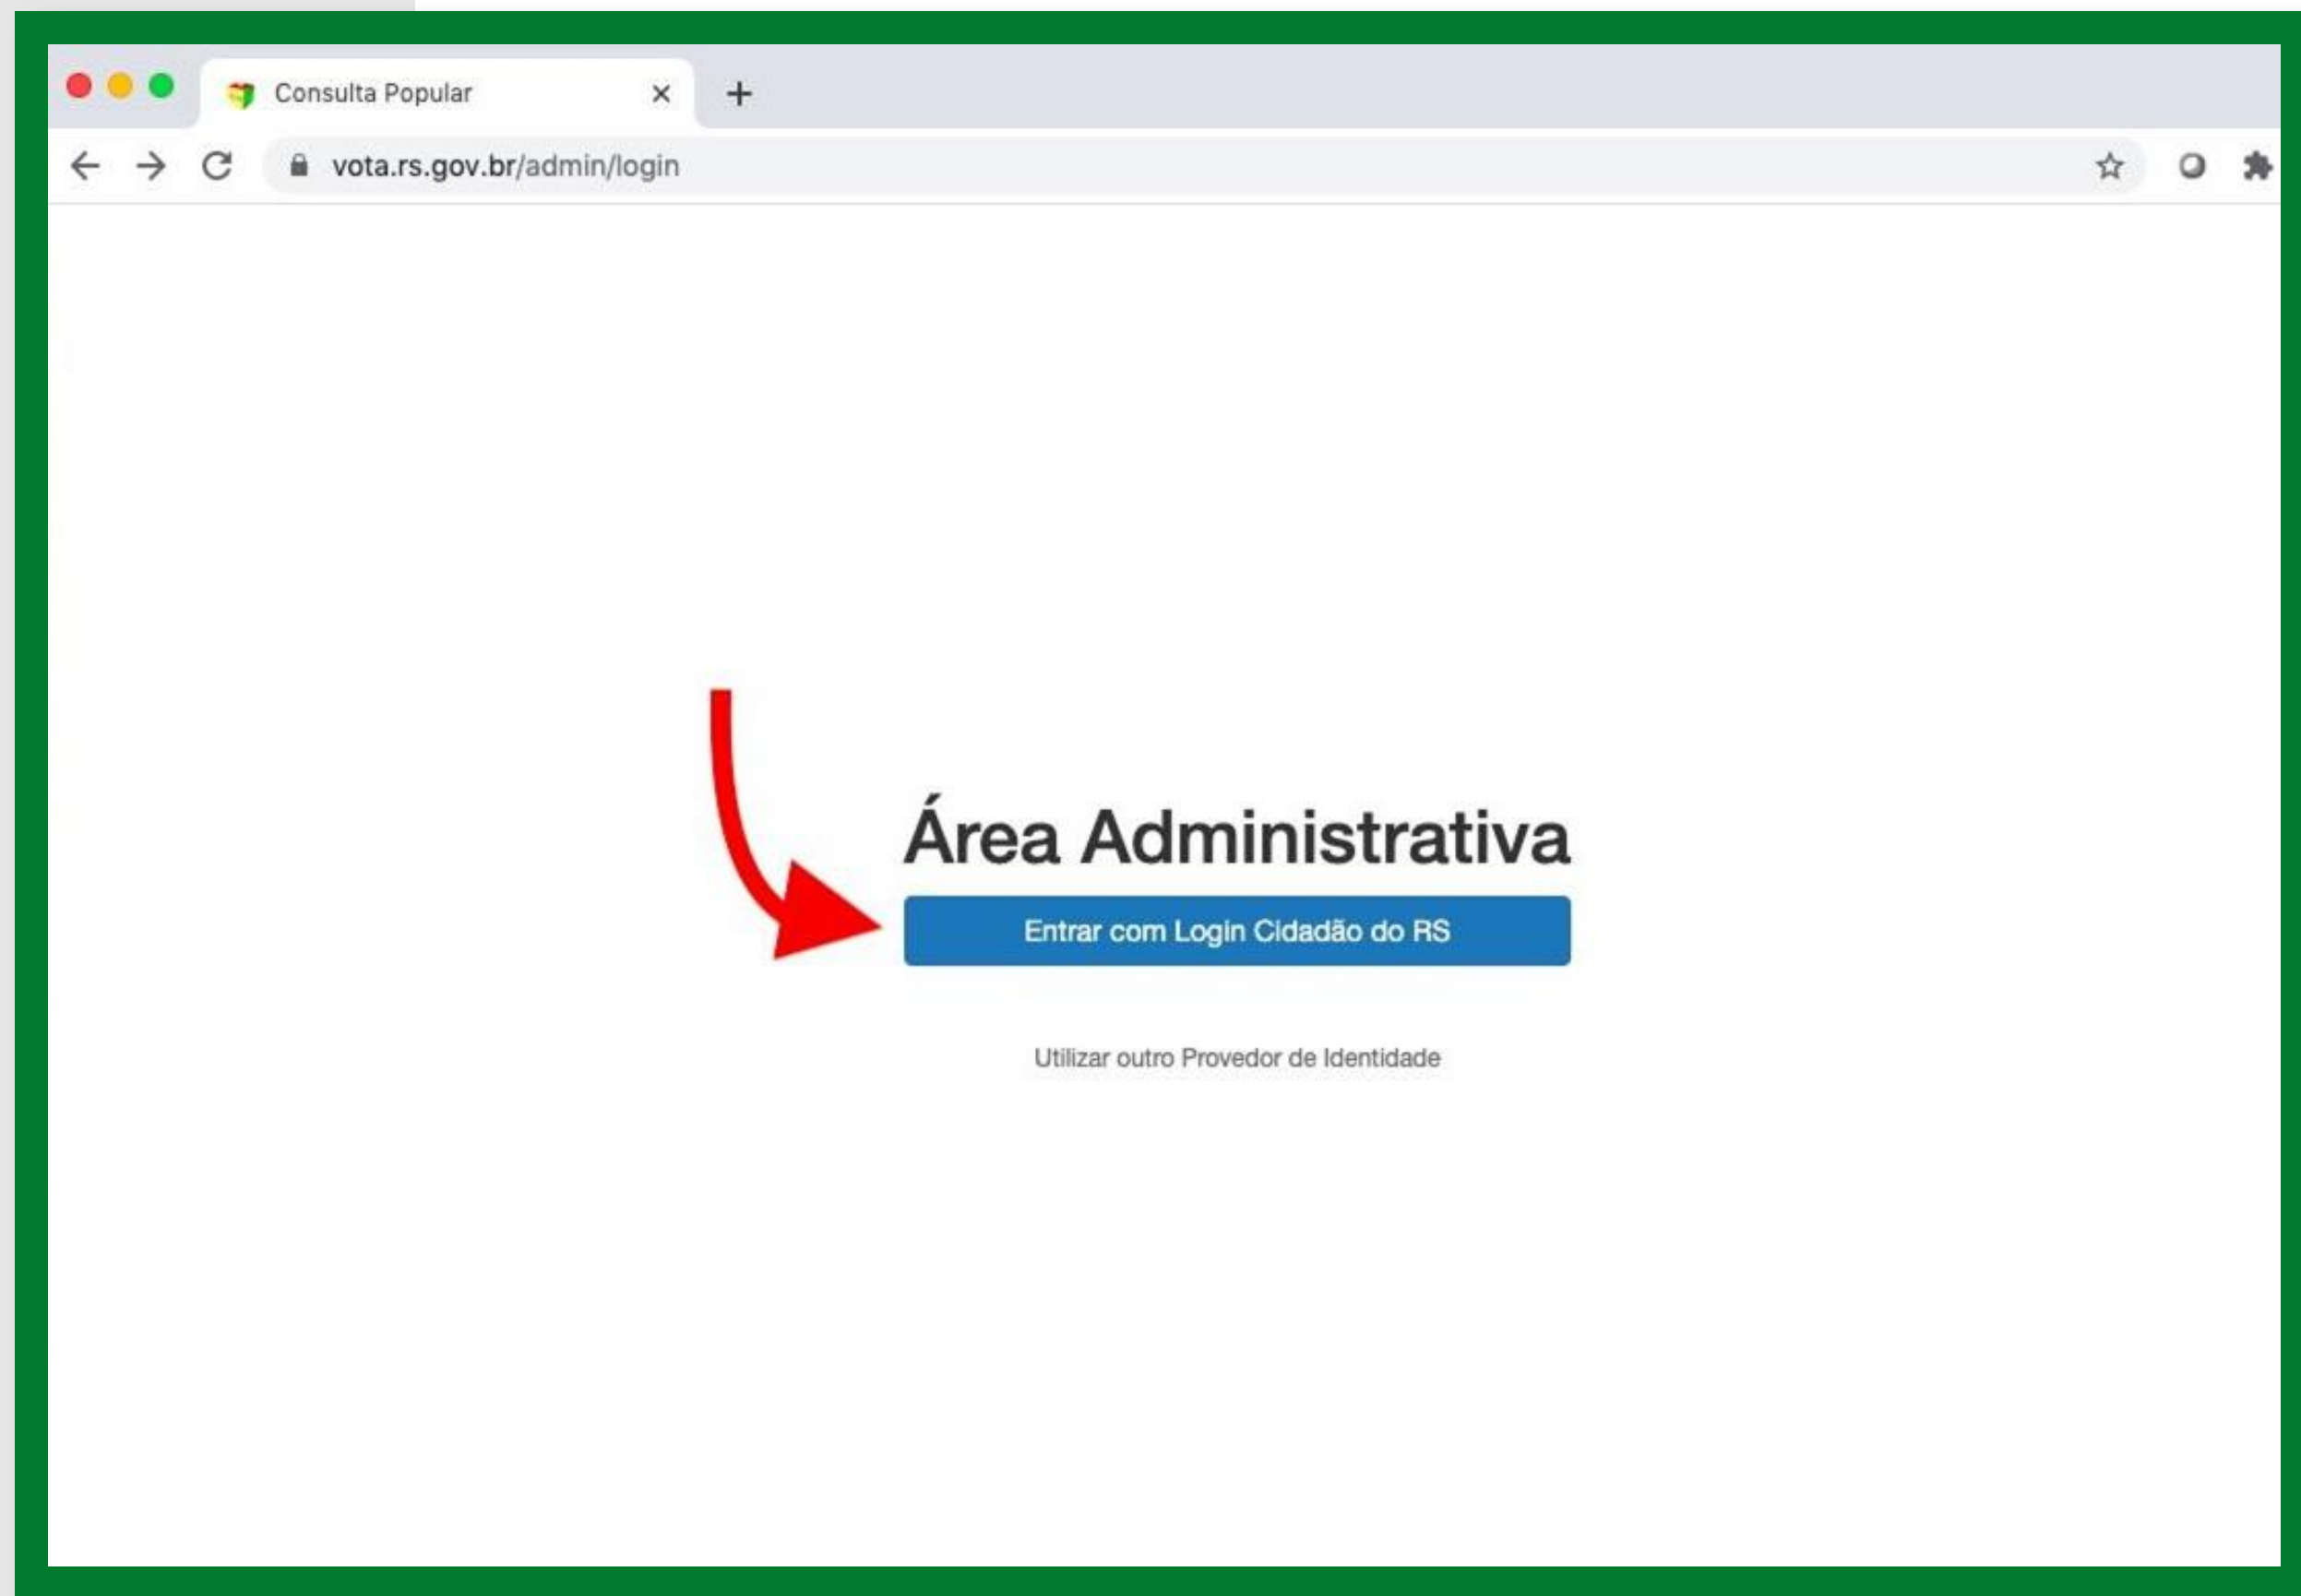 Consulta Popular
vota.rs.gov.br/admin/login
Área Administrativa
Entrar com Login Cidadão do RS
Utilizar outro Provedor de Identidade